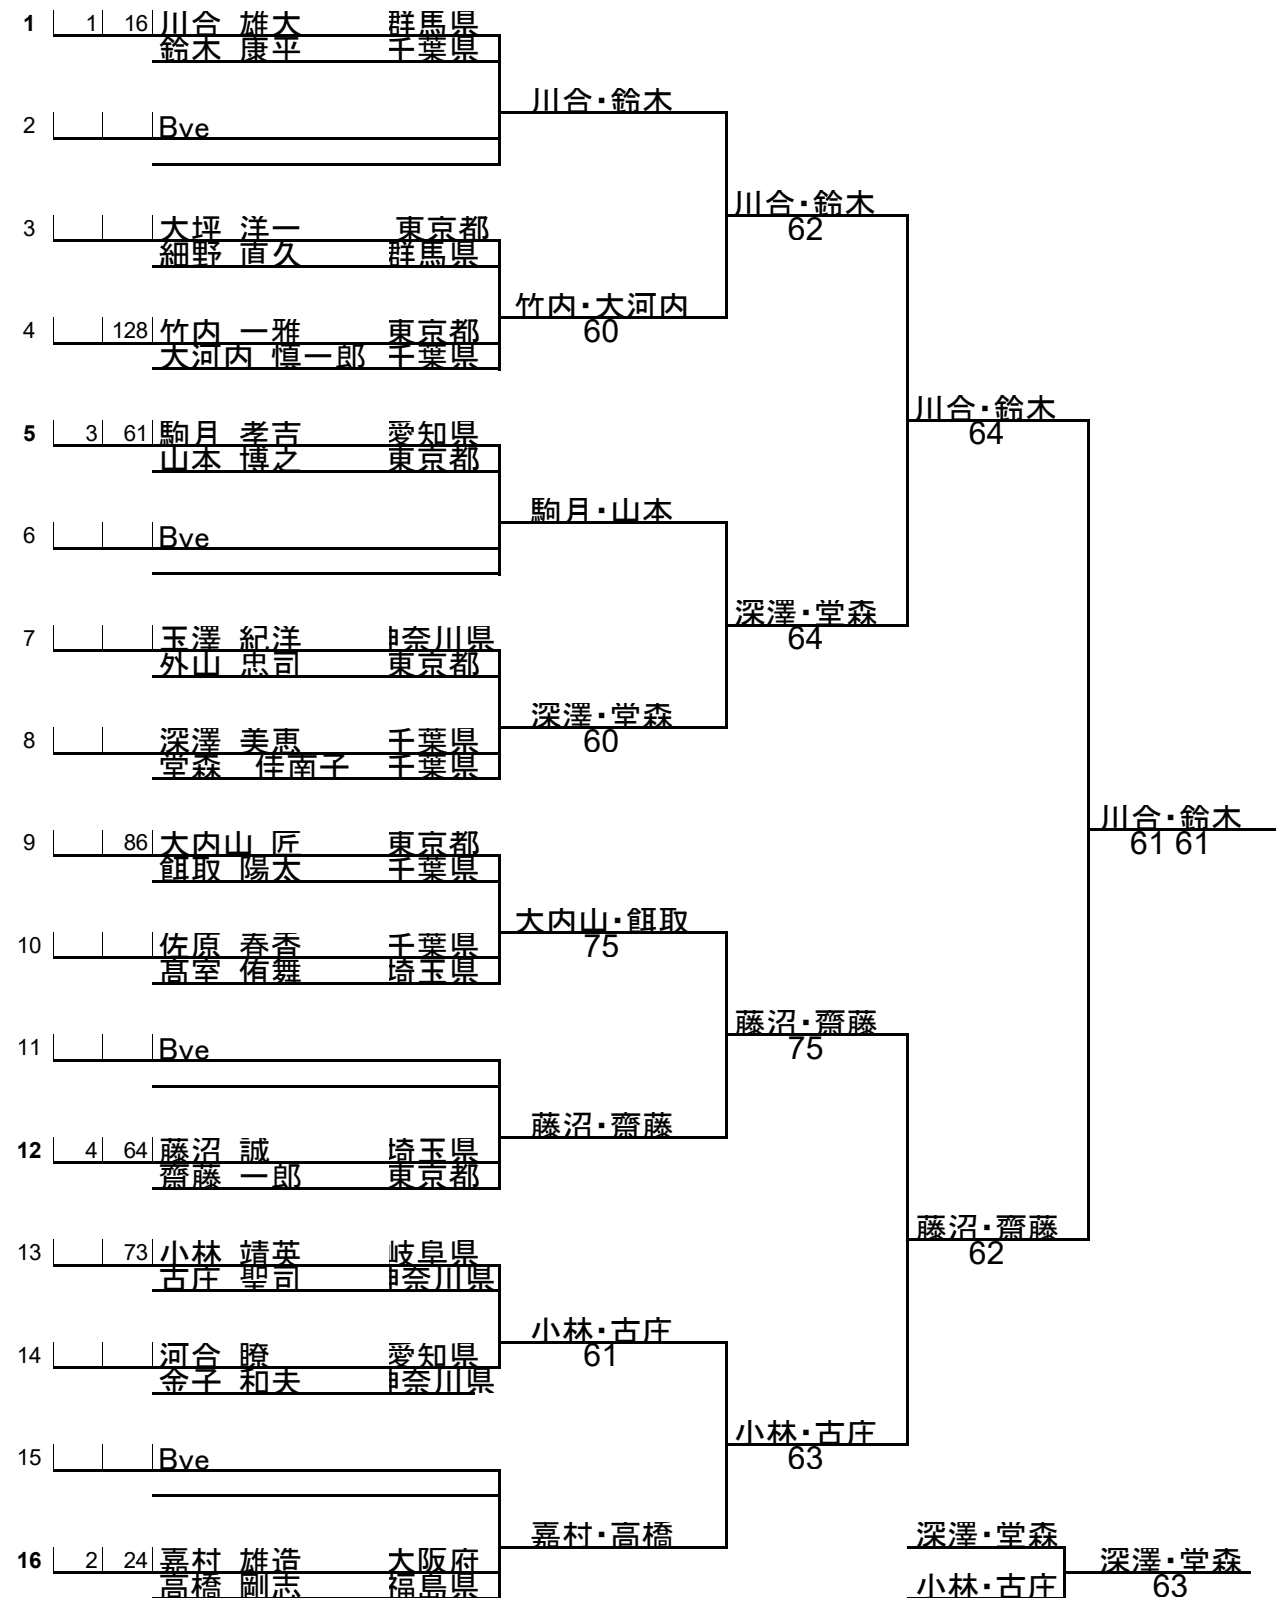 1 1 16 川合 雄大 群馬県
鈴木 康平 千葉県
川合・鈴木
2 Bye
川合・鈴木
62
3 大坪 洋一 東京都
細野 直久 群馬県
竹内・大河内
60
4 128 竹内 一雅 東京都
大河内 慎一郎 千葉県
川合・鈴木
64
5 3 61 駒月 孝吉 愛知県
山本 博之 東京都
駒月・山本
6 Bye
深澤・堂森
64
7 玉澤 紀洋 神奈川県
外山 忠司 東京都
深澤・堂森
60
8 深澤 美恵 千葉県
堂森 佳南子 千葉県
川合・鈴木
61 61
9 86 大内山 匠 東京都
餌取 陽太 千葉県
大内山・餌取
75
10 佐原 春香 千葉県
髙室 侑舞 埼玉県
藤沼・齋藤
75
11 Bye
藤沼・齋藤
12 4 64 藤沼 誠 埼玉県
齋藤 一郎 東京都
藤沼・齋藤
62
13 73 小林 靖英 岐阜県
古庄 聖司 神奈川県
小林・古庄
61
14 河合 瞭 愛知県
金子 和夫 神奈川県
小林・古庄
63
15 Bye
嘉村・高橋
16 2 24 嘉村 雄造 大阪府
高橋 剛志 福島県
深澤・堂森
小林・古庄
深澤・堂森
63